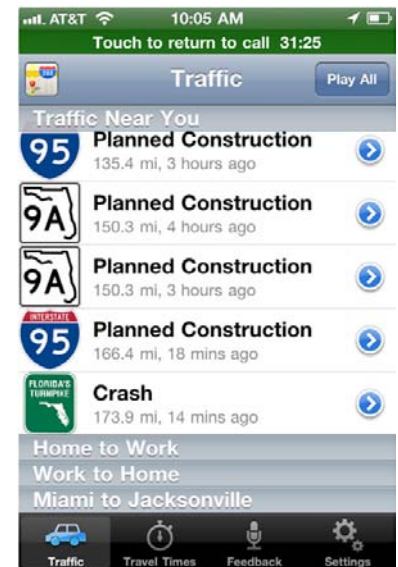 AT&T 10:05 AM
Touch to return to call 31:25
Traffic Play All
Traffic Near You
95 Planned Construction
135.4 mi, 3 hours ago
9A Planned Construction
150.3 mi, 4 hours ago
9A Planned Construction
150.3 mi, 3 hours ago
INTERSTATE 95 Planned Construction
166.4 mi, 18 mins ago
FLORIDA'S TURNPIKE Crash
173.9 mi, 14 mins ago
Home to Work
Work to Home
Miami to Jacksonville
Traffic Travel Times Feedback Settings